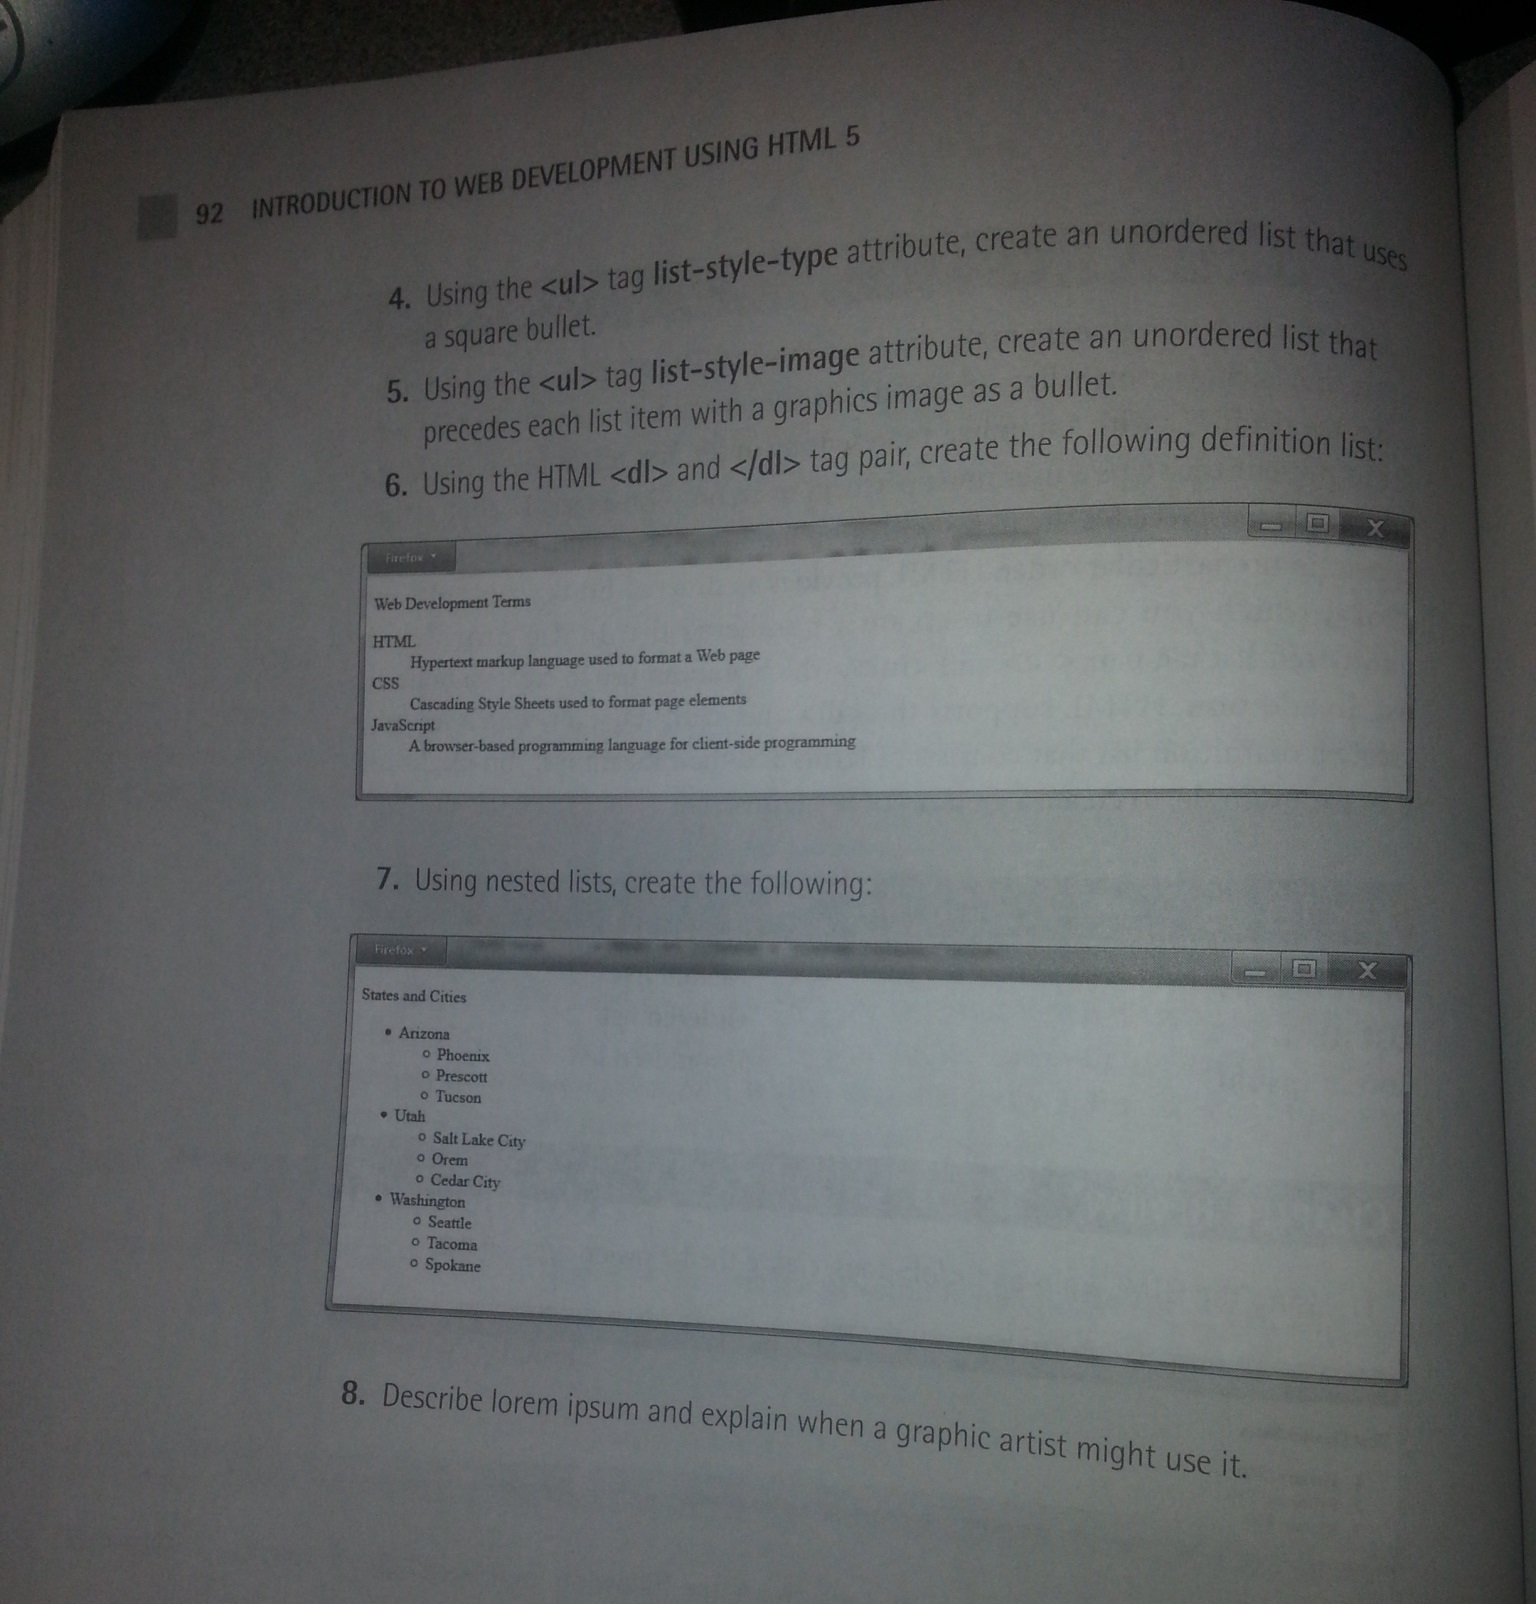 92 INTRODUCTION TO WEB DEVELOPMENT USING HTML 5
4. Using the <ul> tag list-style-type attribute, create an unordered list that uses
a square bullet.
5. Using the <ul> tag list-style-image attribute, create an unordered list that
precedes each list item with a graphics image as a bullet.
6. Using the HTML <dl> and </dl> tag pair, create the following definition list:
Firefox
Web Development Terms
HTML
Hypertext markup language used to format a Web page
CSS
Cascading Style Sheets used to format page elements
JavaScript
A browser-based programming language for client-side programming
7. Using nested lists, create the following:
Firefox
States and Cities
• Arizona
o Phoenix
o Prescott
o Tucson
• Utah
o Salt Lake City
o Orem
o Cedar City
• Washington
o Seattle
o Tacoma
o Spokane
8. Describe lorem ipsum and explain when a graphic artist might use it.